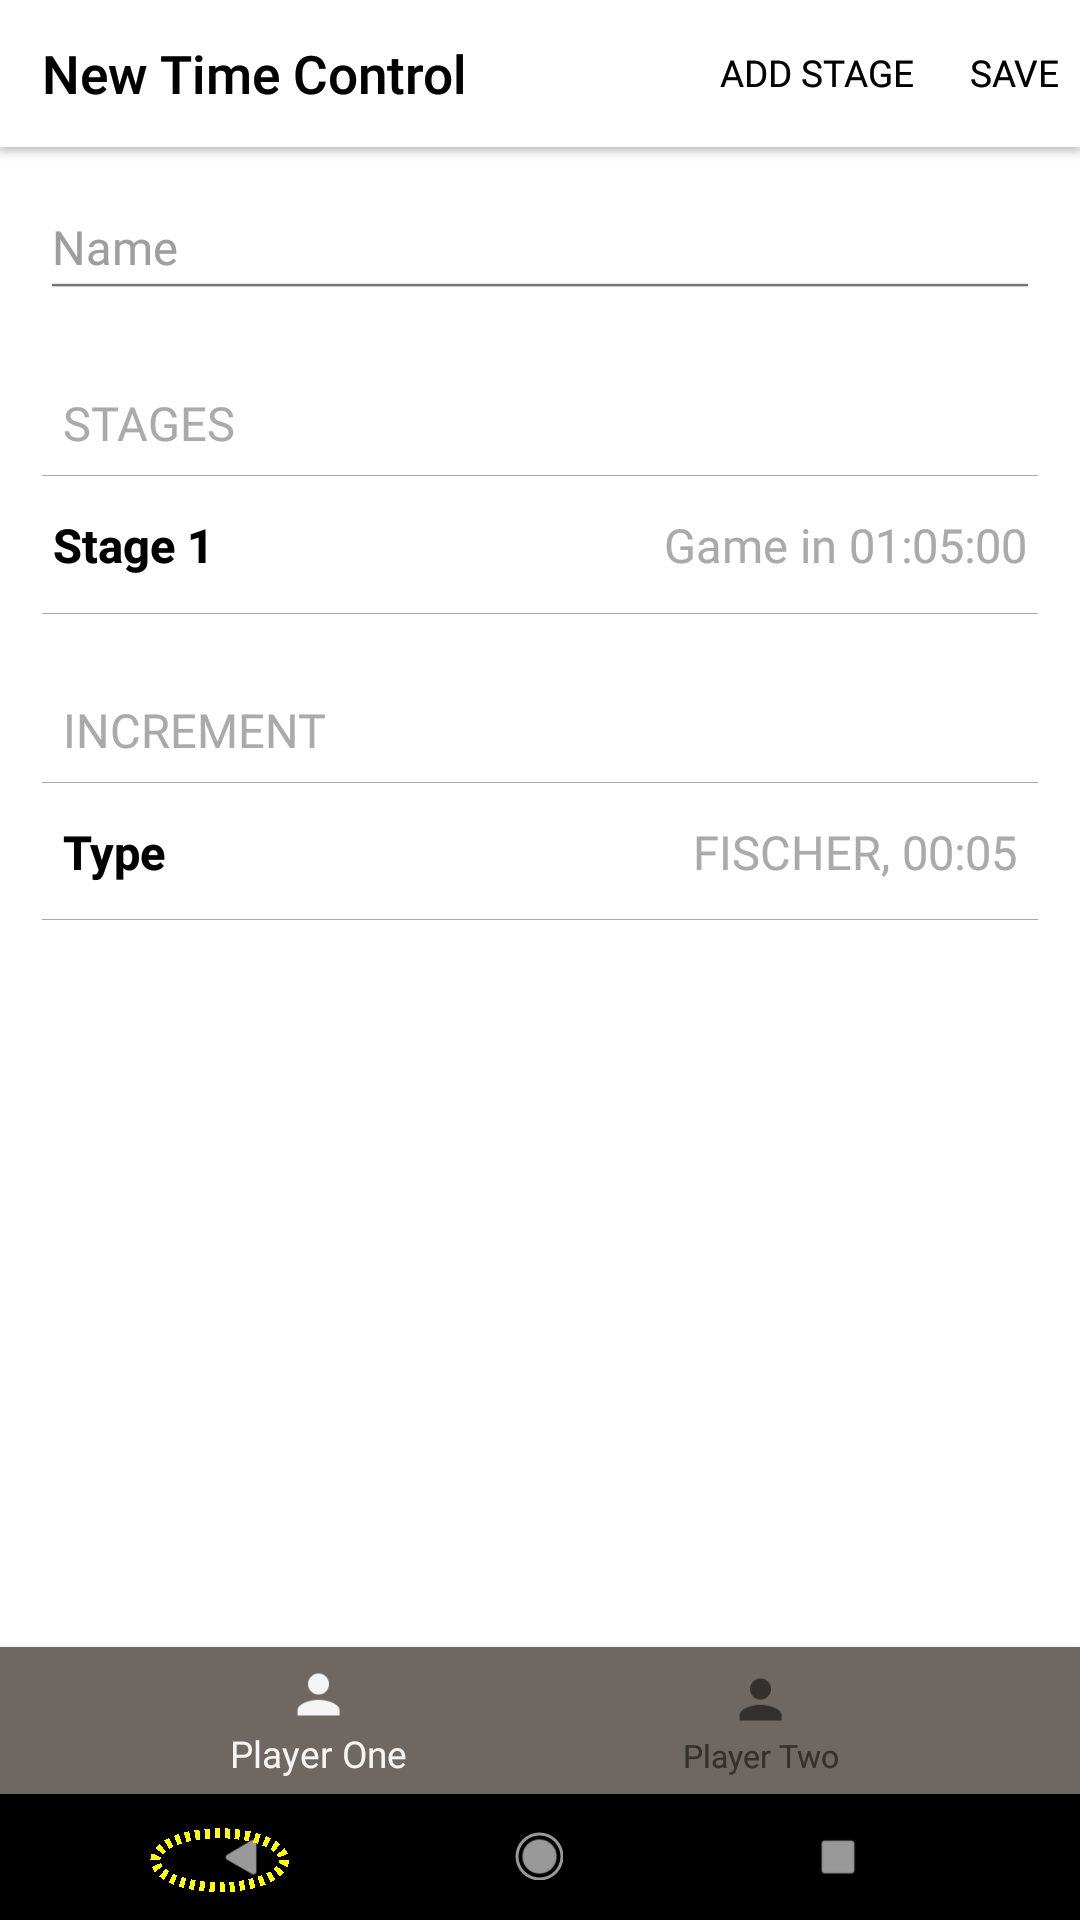 New Time Control ADD STAGE SAVE
Name
STAGES
Stage 1 Game in 01:05:00
INCREMENT
Type FISCHER, 00:05
Player One Player Two